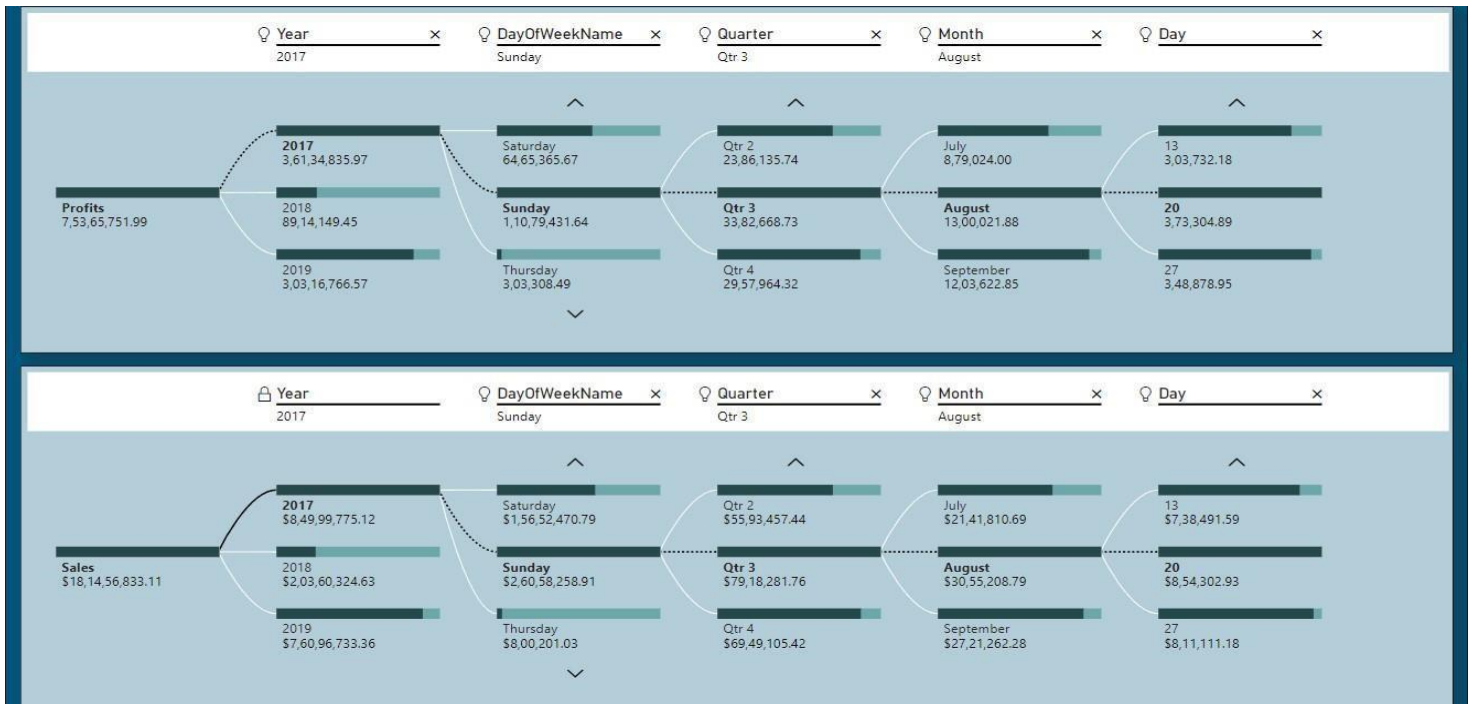 Year
DayOfWeekName
Quarter
Month
Day
2017
Sunday
Qtr 3
August
Profits
7,53,65,751.99
2017
3,61,34,835.97
2018
89,14,149.45
2019
3,03,16,766.57
Saturday
64,65,365.67
Sunday
1,10,79,431.64
Thursday
3,03,308.49
Qtr 2
23,86,135.74
Qtr 3
33,82,668.73
Qtr 4
29,57,964.32
July
8,79,024.00
August
13,00,021.88
September
12,03,622.85
13
3,03,732.18
20
3,73,304.89
27
3,48,878.95
Year
DayOfWeekName
Quarter
Month
Day
2017
Sunday
Qtr 3
August
Sales
$18,14,56,833.11
2017
$8,49,99,775.12
2018
$2,03,60,324.63
2019
$7,60,96,733.36
Saturday
$1,56,52,470.79
Sunday
$2,60,58,258.91
Thursday
$8,00,201.03
Qtr 2
$55,93,457.44
Qtr 3
$79,18,281.76
Qtr 4
$69,49,105.42
July
$21,41,810.69
August
$30,55,208.79
September
$27,21,262.28
13
$7,38,491.59
20
$8,54,302.93
27
$8,11,111.18